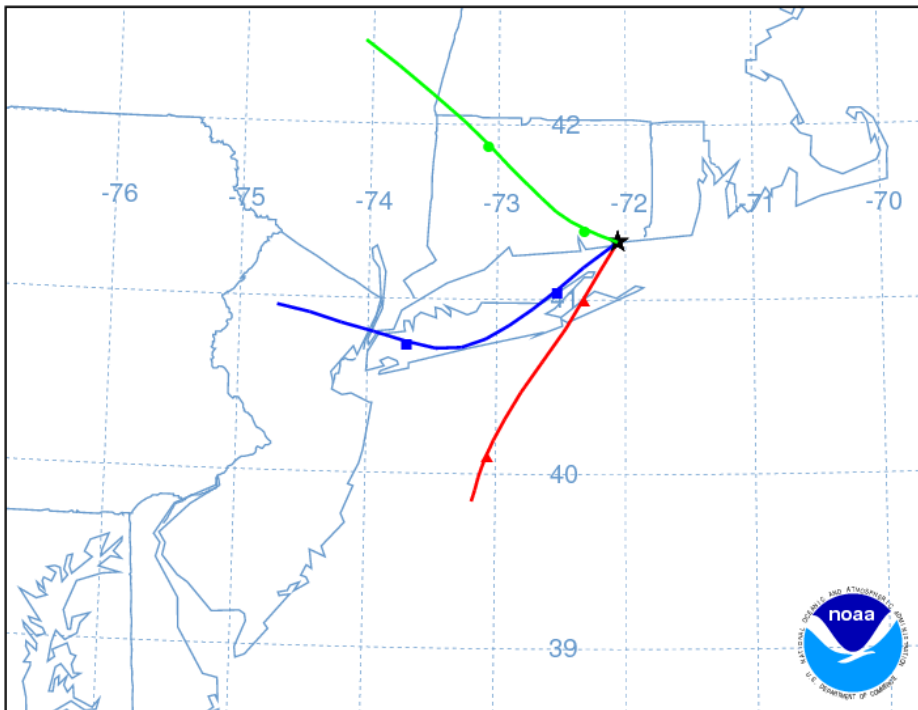 42
-76 -75 -74 -73 -72 -71 -70
40
39
NATIONAL OCEANIC AND ATMOSPHERIC ADMINISTRATION
noaa
U.S. DEPARTMENT OF COMMERCE